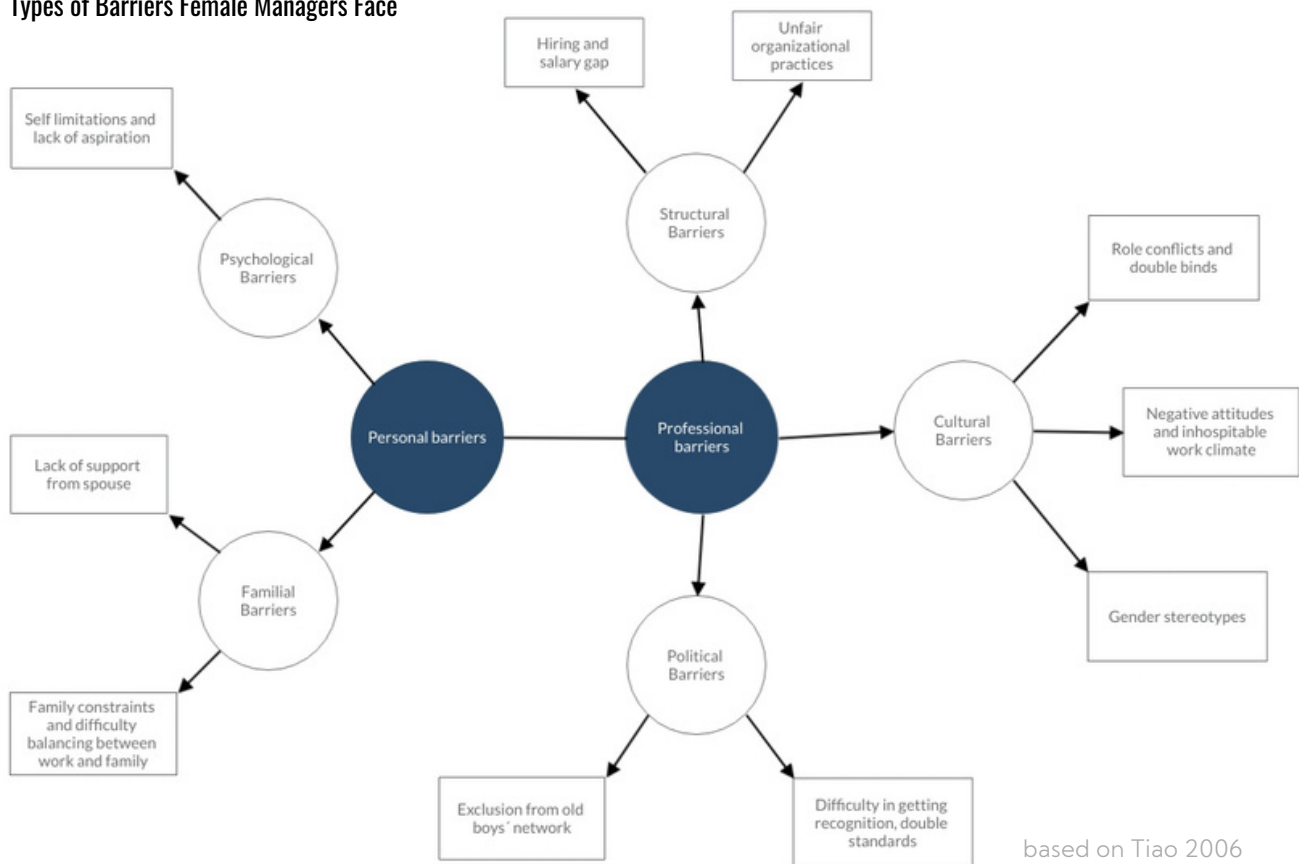 Types of Barriers Female Managers Face
Hiring and
salary gap
Unfair
organizational
practices
Self limitations and
lack of aspiration
Structural
Barriers
Psychological
Barriers
Role conflicts and
double binds
Personal barriers
Professional
barriers
Cultural
Barriers
Negative attitudes
and inhospitable
work climate
Lack of support
from spouse
Familial
Barriers
Gender stereotypes
Political
Barriers
Family constraints
and difficulty
balancing between
work and family
Exclusion from old
boys´ network
Difficulty in getting
recognition, double
standards
based on Tiao 2006